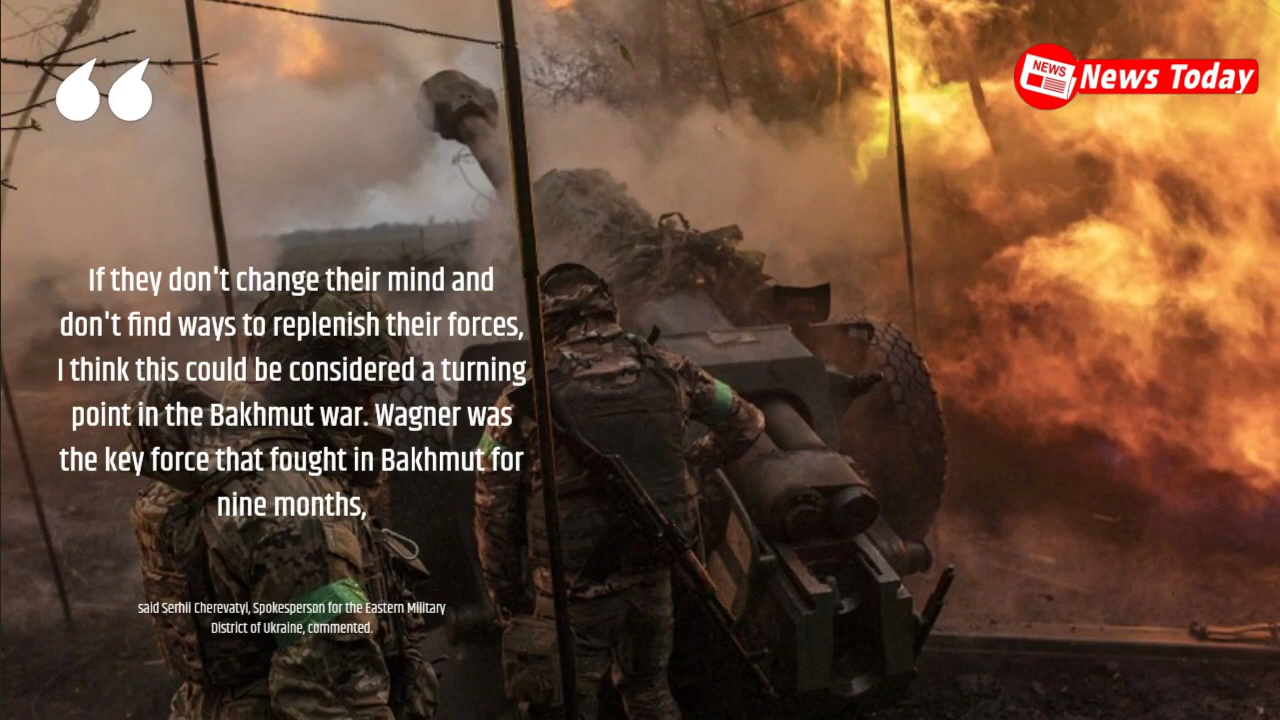 NEWS
News Today
If they don't change their mind and
don't find ways to replenish their forces,
I think this could be considered a turning
point in the Bakhmut war. Wagner was
the key force that fought in Bakhmut for
nine months,
said Serhii Cherevatyi, Spokesperson for the Eastern Military
District of Ukraine, commented.